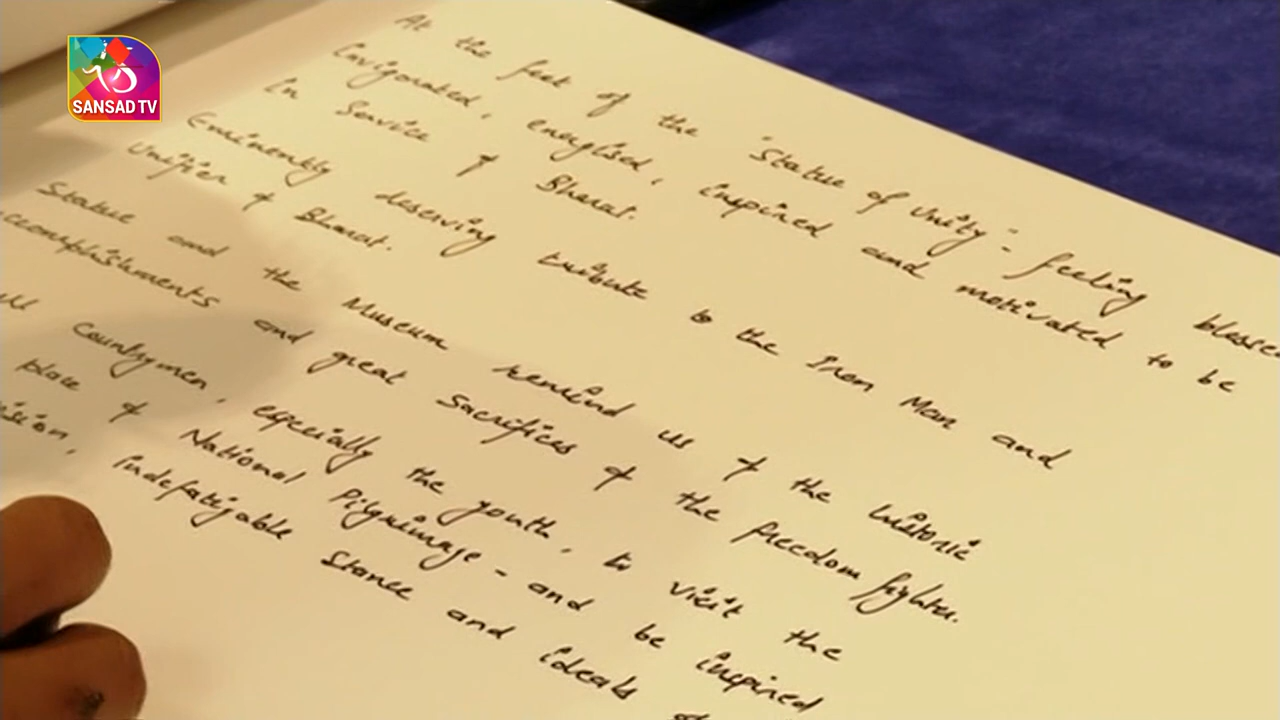 SANSAD TV
At the feet of the 'Statue of Unity' - feeling blessed
invigorated, energised, inspired and motivated to be
in Service of Bharat.
Eminently deserving tribute to the Iron Man and
Unifier of Bharat.
Statue and the Museum remind us of the historic
accomplishments and great Sacrifices of the freedom fighter.
all Countrymen, especially the youth, to visit the
place of National Pilgrimage - and be inspired
indefatigable Stance and ideals of